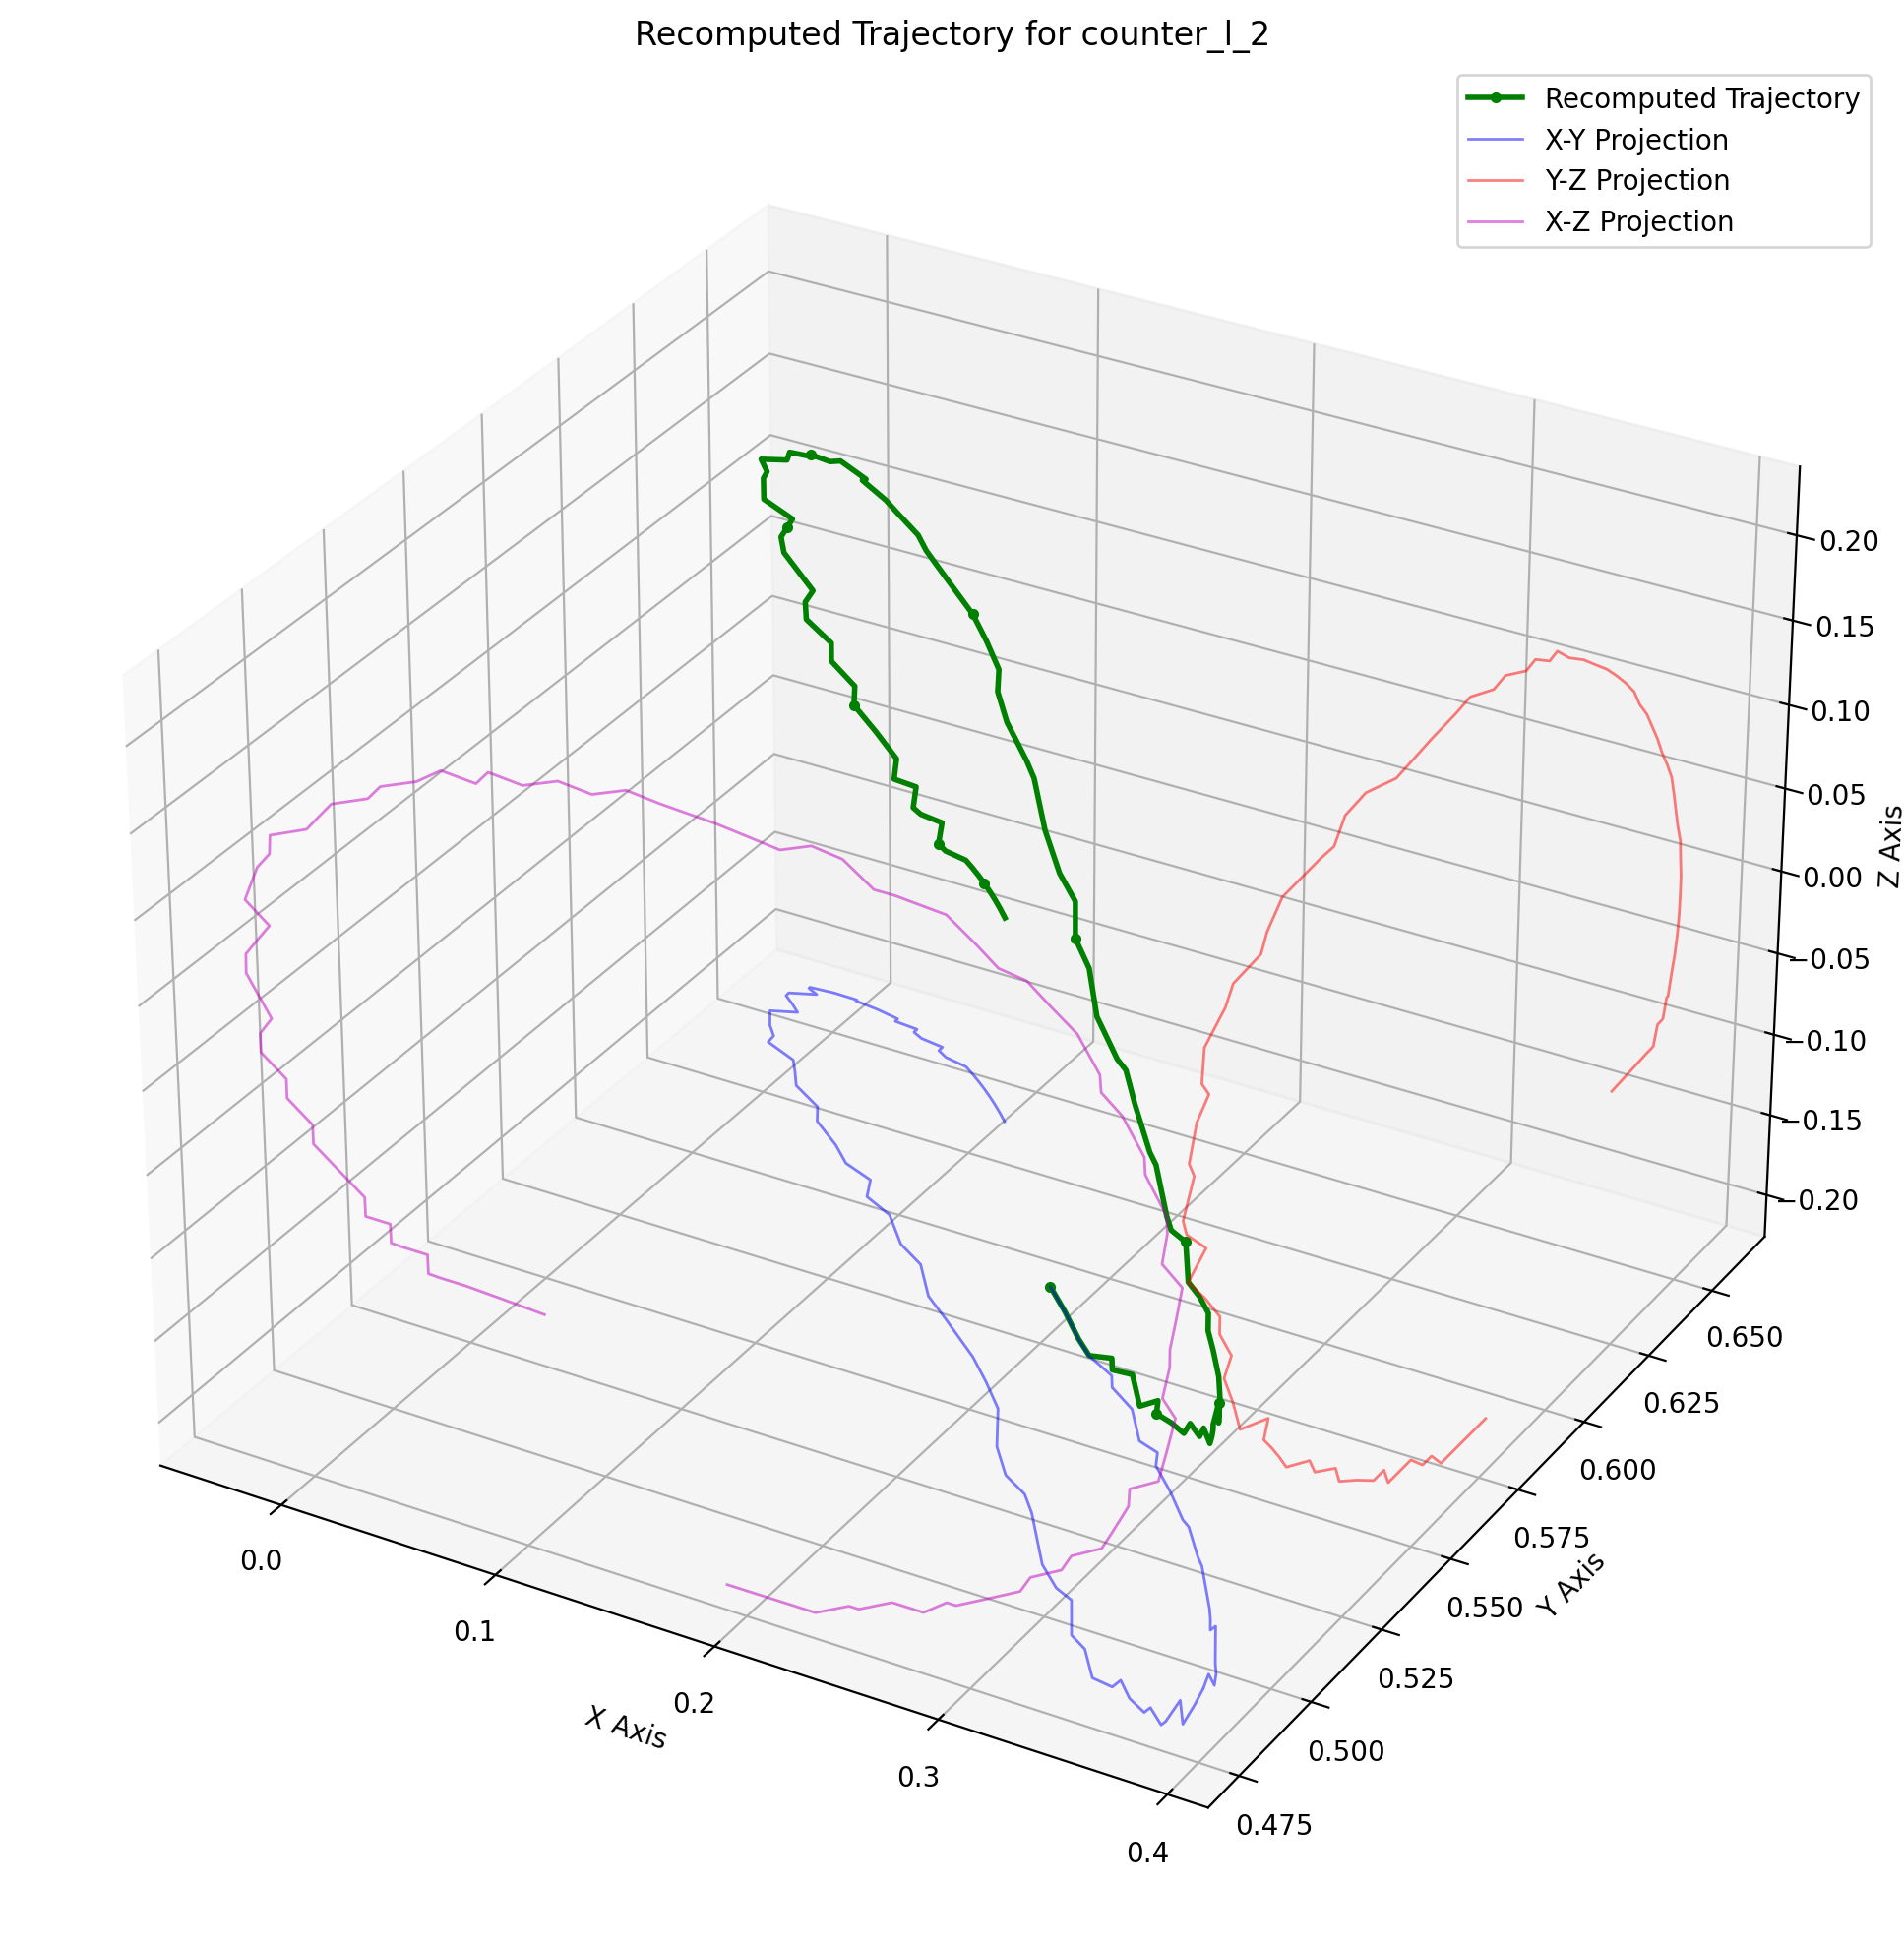 Recomputed Trajectory for counter_l_2
Recomputed Trajectory
X-Y Projection
Y-Z Projection
X-Z Projection
0.20
0.15
0.10
0.05
0.00
−0.05
−0.10
−0.15
−0.20
Z Axis
0.650
0.625
0.600
0.575
0.550
0.525
0.500
0.475
Y Axis
0.0
0.1
0.2
0.3
0.4
X Axis